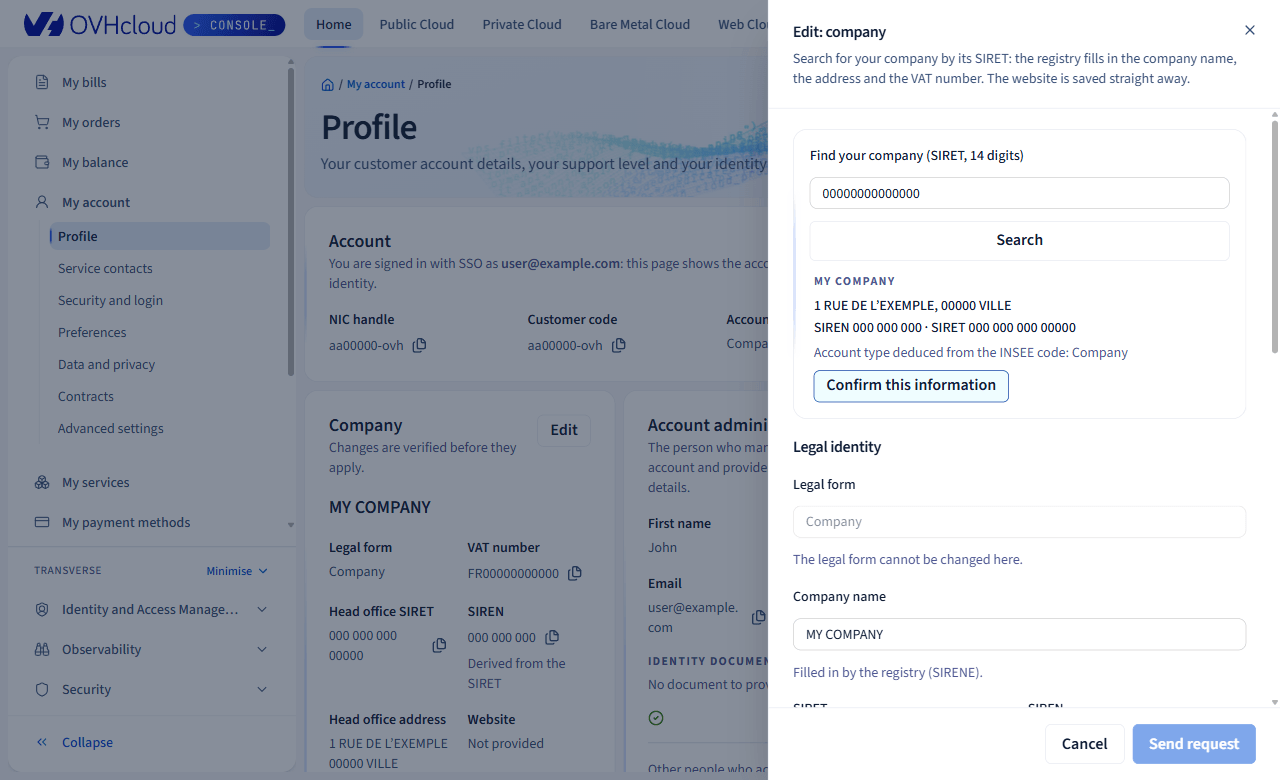 OVHcloud > CONSOLE_
Home
Public Cloud
Private Cloud
Bare Metal Cloud
My bills
My orders
My balance
My account
Profile
Service contacts
Security and login
Preferences
Data and privacy
Contracts
Advanced settings
My services
My payment methods
TRANSVERSE
Minimise
Identity and Access Manage...
Observability
Security
Collapse
/ My account / Profile
Profile
Your customer account details, your support level and your identity
Account
You are signed in with SSO as user@example.com: this page shows the
identity.
NIC handle
Customer code
aa00000-ovh
aa00000-ovh
Company
Edit
Changes are verified before they
apply.
MY COMPANY
Legal form
VAT number
Company
FR00000000000
Head office SIRET
SIREN
000 000 000
00000
000 000 000
Derived from the
SIRET
Head office address
Website
1 RUE DE L’EXEMPLE
00000 VILLE
Not provided
Account
The person who
account and
details.
First name
John
Email
user@example.
com
IDENTITY
No document to
Other people who
Edit: company
Search for your company by its SIRET: the registry fills in the company name,
the address and the VAT number. The website is saved straight away.
Find your company (SIRET, 14 digits)
00000000000000
Search
MY COMPANY
1 RUE DE L’EXEMPLE, 00000 VILLE
SIREN 000 000 000 · SIRET 000 000 000 00000
Account type deduced from the INSEE code: Company
Confirm this information
Legal identity
Legal form
Company
The legal form cannot be changed here.
Company name
MY COMPANY
Filled in by the registry (SIRENE).
SIRET
SIREN
Cancel
Send request